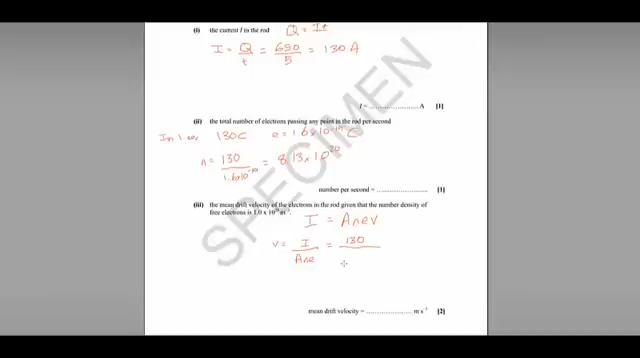 (i) the current I in the rod Q = It
I = Q/t = 650/5 = 130 A
I = ........................ A [1]
(ii) the total number of electrons passing any point in the rod per second
In 1 sec 130C e = 1.6 x 10⁻¹⁹ C
n = 130/1.6x10⁻¹⁹ = 8.13 x 10²⁰
number per second = ........................ [1]
(iii) the mean drift velocity of the electrons in the rod given that the number density of
free electrons is 1.0 x 10 m⁻³.
I = Anev
v = I/Ane = 130
mean drift velocity = ..................... m s⁻¹ [2]
SPECIMEN